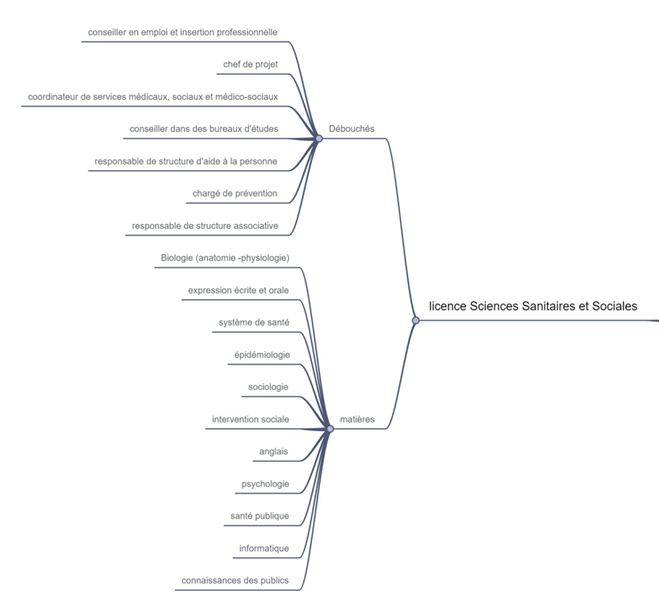 conseiller en emploi et insertion professionnelle
chef de projet
coordinateur de services médicaux, sociaux et médico-sociaux
conseiller dans des bureaux d'études
Débouchés
responsable de structure d'aide à la personne
chargé de prévention
responsable de structure associative
Biologie (anatomie -physiologie)
expression écrite et orale
licence Sciences Sanitaires et Sociales
système de santé
épidémiologie
sociologie
intervention sociale
matières
anglais
psychologie
santé publique
informatique
connaissances des publics